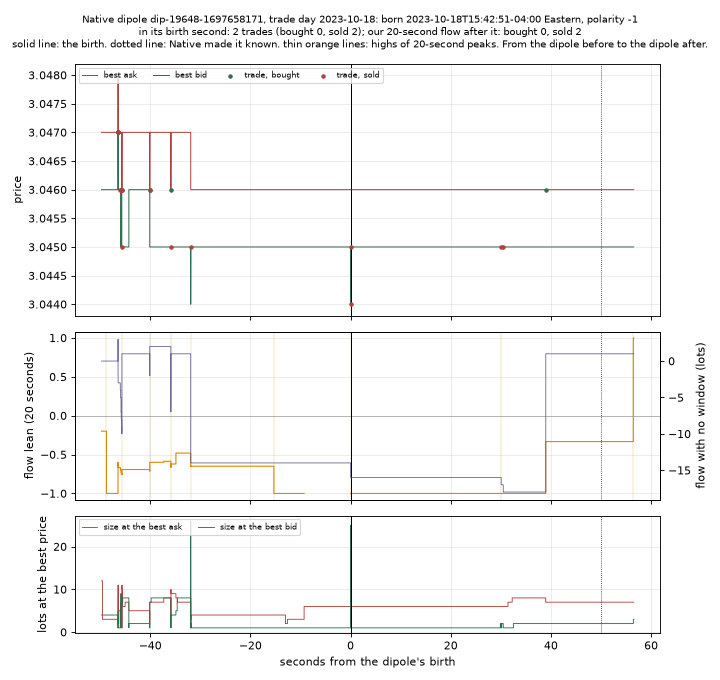 Native dipole dip-19648-1697658171, trade day 2023-10-18: born 2023-10-18T15:42:51-04:00 Eastern, polarity -1
in its birth second: 2 trades (bought 0, sold 2); our 20-second flow after it: bought 0, sold 2
solid line: the birth. dotted line: Native made it known. thin orange lines: highs of 20-second peaks. From the dipole before to the dipole after.
best ask
best bid
trade, bought
trade, sold
3.0480
3.0475
3.0470
3.0465
3.0460
3.0455
3.0450
3.0445
3.0440
price
1.0
0.5
0.0
−0.5
−1.0
flow lean (20 seconds)
0
−5
−10
−15
flow with no window (lots)
size at the best ask
size at the best bid
20
10
0
lots at the best price
−40
−20
0
20
40
60
seconds from the dipole's birth